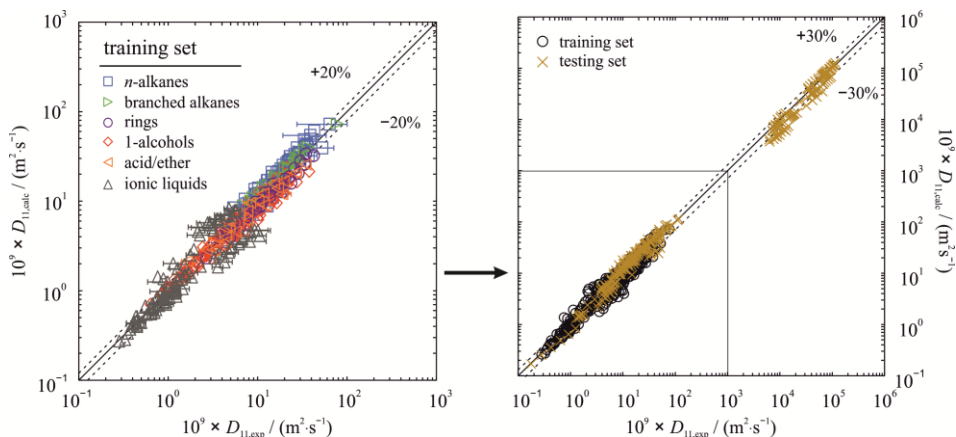 training set
n-alkanes
branched alkanes
rings
1-alcohols
acid/ether
ionic liquids
+20%
−20%
10³
10²
10¹
10⁰
10⁻¹
10⁻¹ 10⁰ 10¹ 10² 10³
10⁹ × D₁₁,calc / (m²·s⁻¹)
10⁹ × D₁₁,exp / (m²·s⁻¹)
training set
testing set
+30%
−30%
10⁶
10⁵
10⁴
10³
10²
10¹
10⁰
10⁻¹
10⁻¹ 10⁰ 10¹ 10² 10³ 10⁴ 10⁵ 10⁶
10⁹ × D₁₁,calc / (m²s⁻¹)
10⁹ × D₁₁,exp / (m²·s⁻¹)